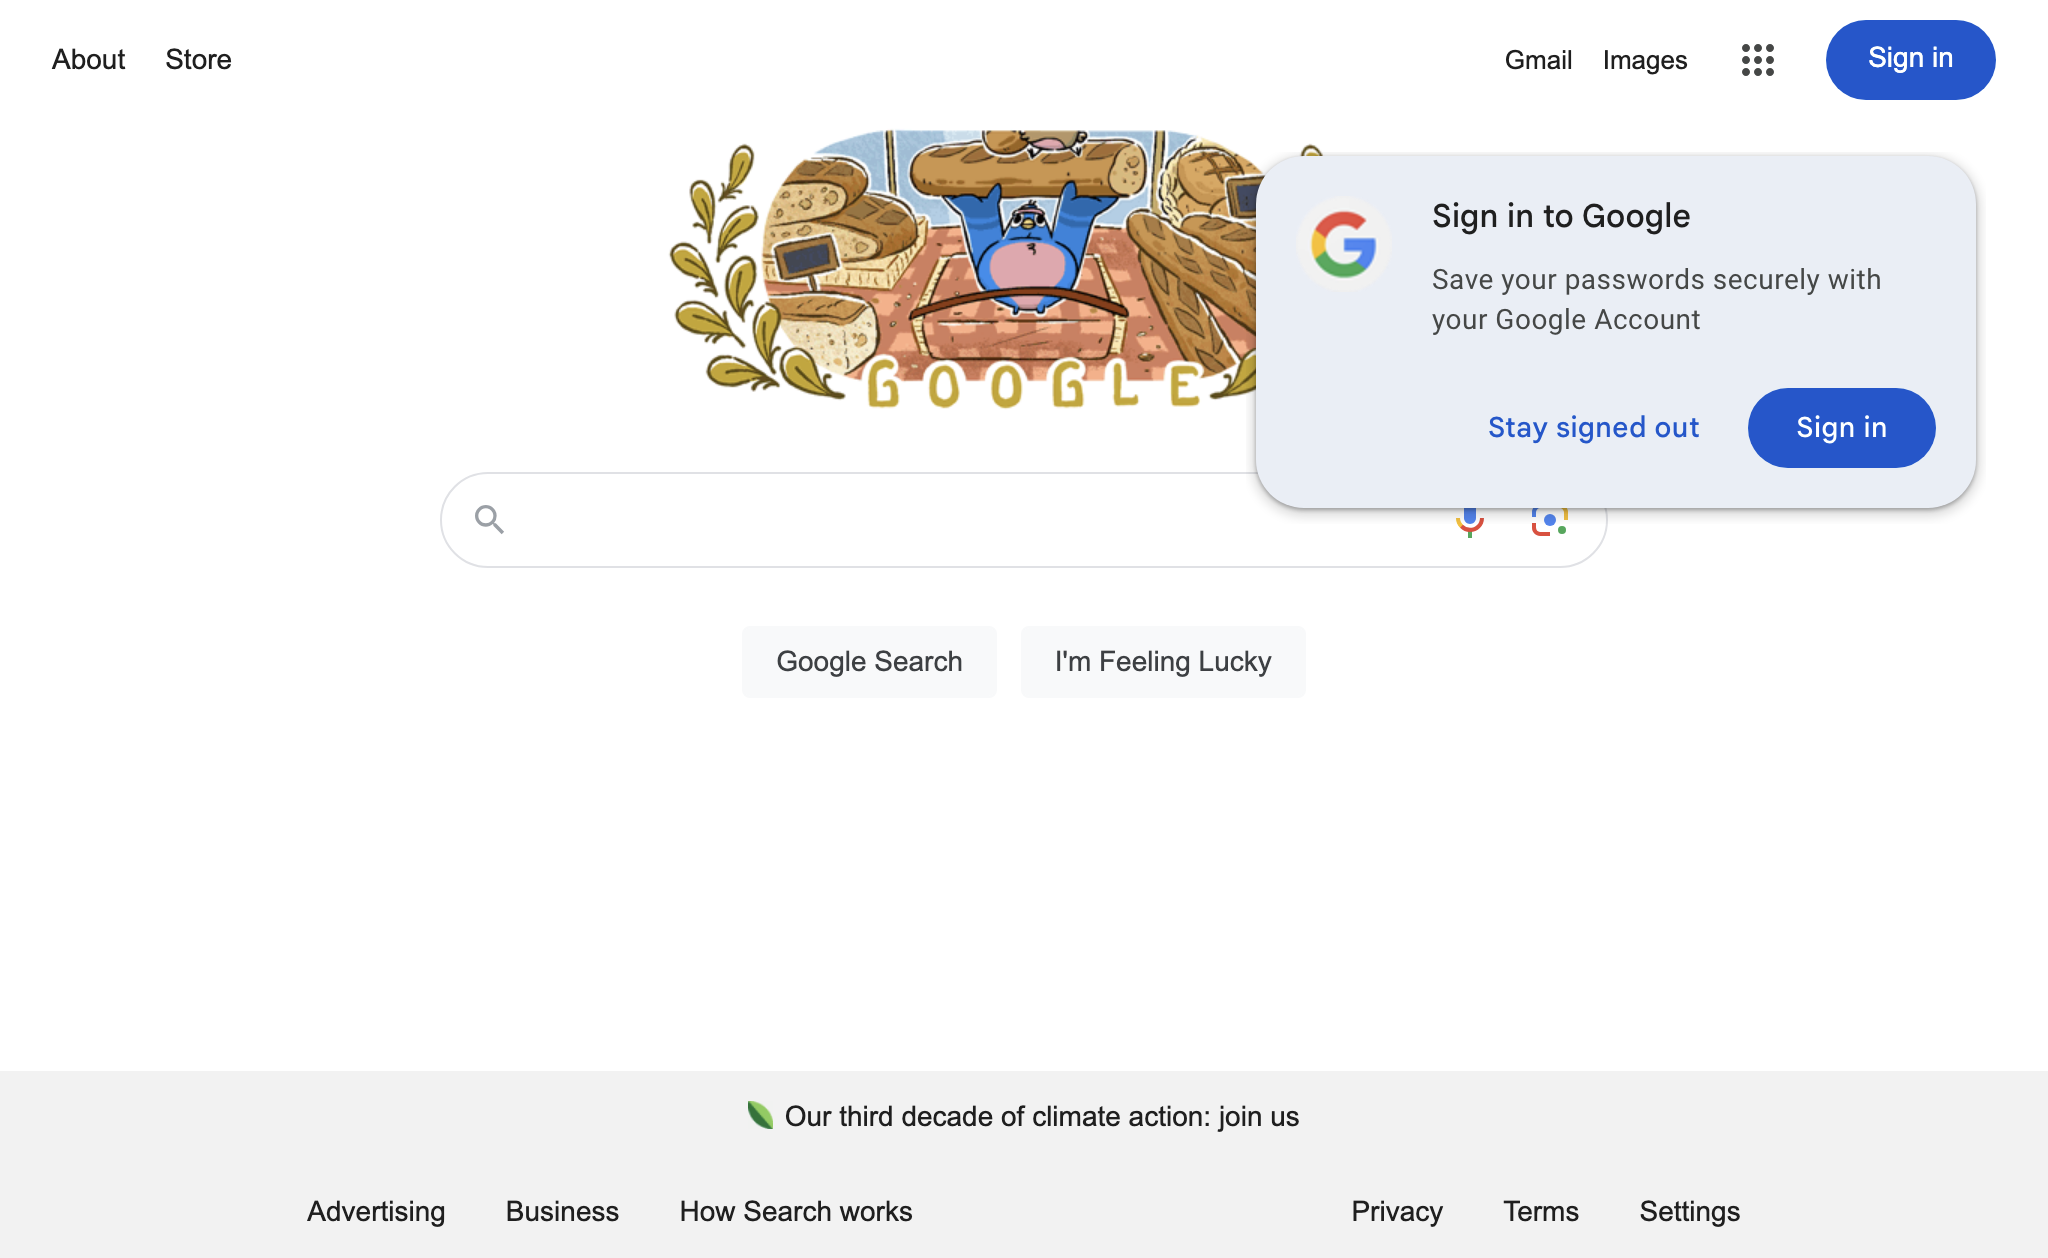 About Store Gmail Images Sign in
Sign in to Google
Save your passwords securely with
your Google Account
Stay signed out Sign in
GOOGLE
Google Search I'm Feeling Lucky
Our third decade of climate action: join us
Advertising Business How Search works Privacy Terms Settings